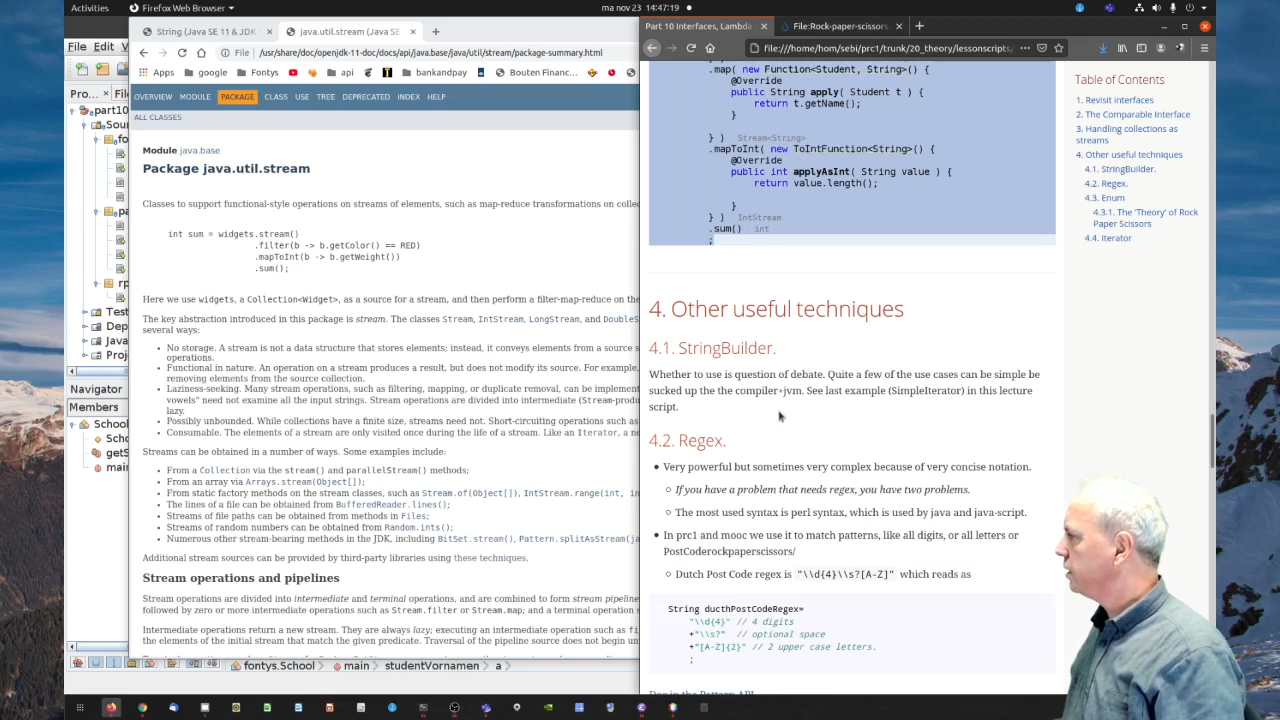 Activities
Firefox Web Browser
ma nov 23 14:47:19
String (Java SE 11 & JDK
java.util.stream (Java SE
File
/usr/share/doc/openjdk-11-doc/docs/api/java.base/java/util/stream/package-summary.html
Apps
google
Fontys
api
bankandpay
Bouten Financ...
OVERVIEW MODULE PACKAGE CLASS USE TREE DEPRECATED INDEX HELP
ALL CLASSES
Module java.base
Package java.util.stream
Classes to support functional-style operations on streams of elements, such as map-reduce transformations on collec
int sum = widgets.stream()
.filter(b -> b.getColor() == RED)
.mapToInt(b -> b.getWeight())
.sum();
Here we use widgets, a Collection<Widget>, as a source for a stream, and then perform a filter-map-reduce on the
The key abstraction introduced in this package is stream. The classes Stream, IntStream, LongStream, and DoubleS
several ways:
• No storage. A stream is not a data structure that stores elements; instead, it conveys elements from a source s
operations.
• Functional in nature. An operation on a stream produces a result, but does not modify its source. For example,
removing elements from the source collection.
• Laziness-seeking. Many stream operations, such as filtering, mapping, or duplicate removal, can be implemente
vowels" need not examine all the input strings. Stream operations are divided into intermediate (Stream-produ
lazy.
• Possibly unbounded. While collections have a finite size, streams need not. Short-circuiting operations such as
• Consumable. The elements of a stream are only visited once during the life of a stream. Like an Iterator, a ne
Streams can be obtained in a number of ways. Some examples include:
• From a Collection via the stream() and parallelStream() methods;
• From an array via Arrays.stream(Object[]);
• From static factory methods on the stream classes, such as Stream.of(Object[]), IntStream.range(int, in
• The lines of a file can be obtained from BufferedReader.lines();
• Streams of file paths can be obtained from methods in Files;
• Streams of random numbers can be obtained from Random.ints();
• Numerous other stream-bearing methods in the JDK, including BitSet.stream(), Pattern.splitAsStream(ja
Additional stream sources can be provided by third-party libraries using these techniques.
Stream operations and pipelines
Stream operations are divided into intermediate and terminal operations, and are combined to form stream pipeline
followed by zero or more intermediate operations such as Stream.filter or Stream.map; and a terminal operation s
Intermediate operations return a new stream. They are always lazy; executing an intermediate operation such as fi
the elements of the initial stream that match the given predicate. Traversal of the pipeline source does not begin un
File Edit
Pro...
Files
part10
Sour
fo
pa
rp
Test
Dep
Java
Proj
Navigator
Members
School
Sch
getS
main
fontys.School
main
studentVornamen
a
Part 10 Interfaces, Lambda
File:Rock-paper-scissors
file:///home/hom/sebi/prc1/trunk/20_theory/lessonscripts/
.map( new Function<Student, String>() {
@Override
public String apply( Student t ) {
return t.getName();
}
} ) Stream<String>
.mapToInt( new ToIntFunction<String>() {
@Override
public int applyAsInt( String value ) {
return value.length();
}
} ) IntStream
.sum() int
;
4. Other useful techniques
4.1. StringBuilder.
Whether to use is question of debate. Quite a few of the use cases can be simple be
sucked up the the compiler+jvm. See last example (SimpleIterator) in this lecture
script.
4.2. Regex.
• Very powerful but sometimes very complex because of very concise notation.
◦ If you have a problem that needs regex, you have two problems.
◦ The most used syntax is perl syntax, which is used by java and java-script.
• In prc1 and mooc we use it to match patterns, like all digits, or all letters or
PostCoderockpaperscissors/
◦ Dutch Post Code regex is "\\d{4}\\s?[A-Z]" which reads as
String ducthPostCodeRegex=
"\\d{4}" // 4 digits
+"\\s?" // optional space
+"[A-Z]{2}" // 2 upper case letters.
;
Table of Contents
1. Revisit interfaces
2. The Comparable Interface
3. Handling collections as
streams
4. Other useful techniques
4.1. StringBuilder.
4.2. Regex.
4.3. Enum
4.3.1. The 'Theory' of Rock
Paper Scissors
4.4. Iterator